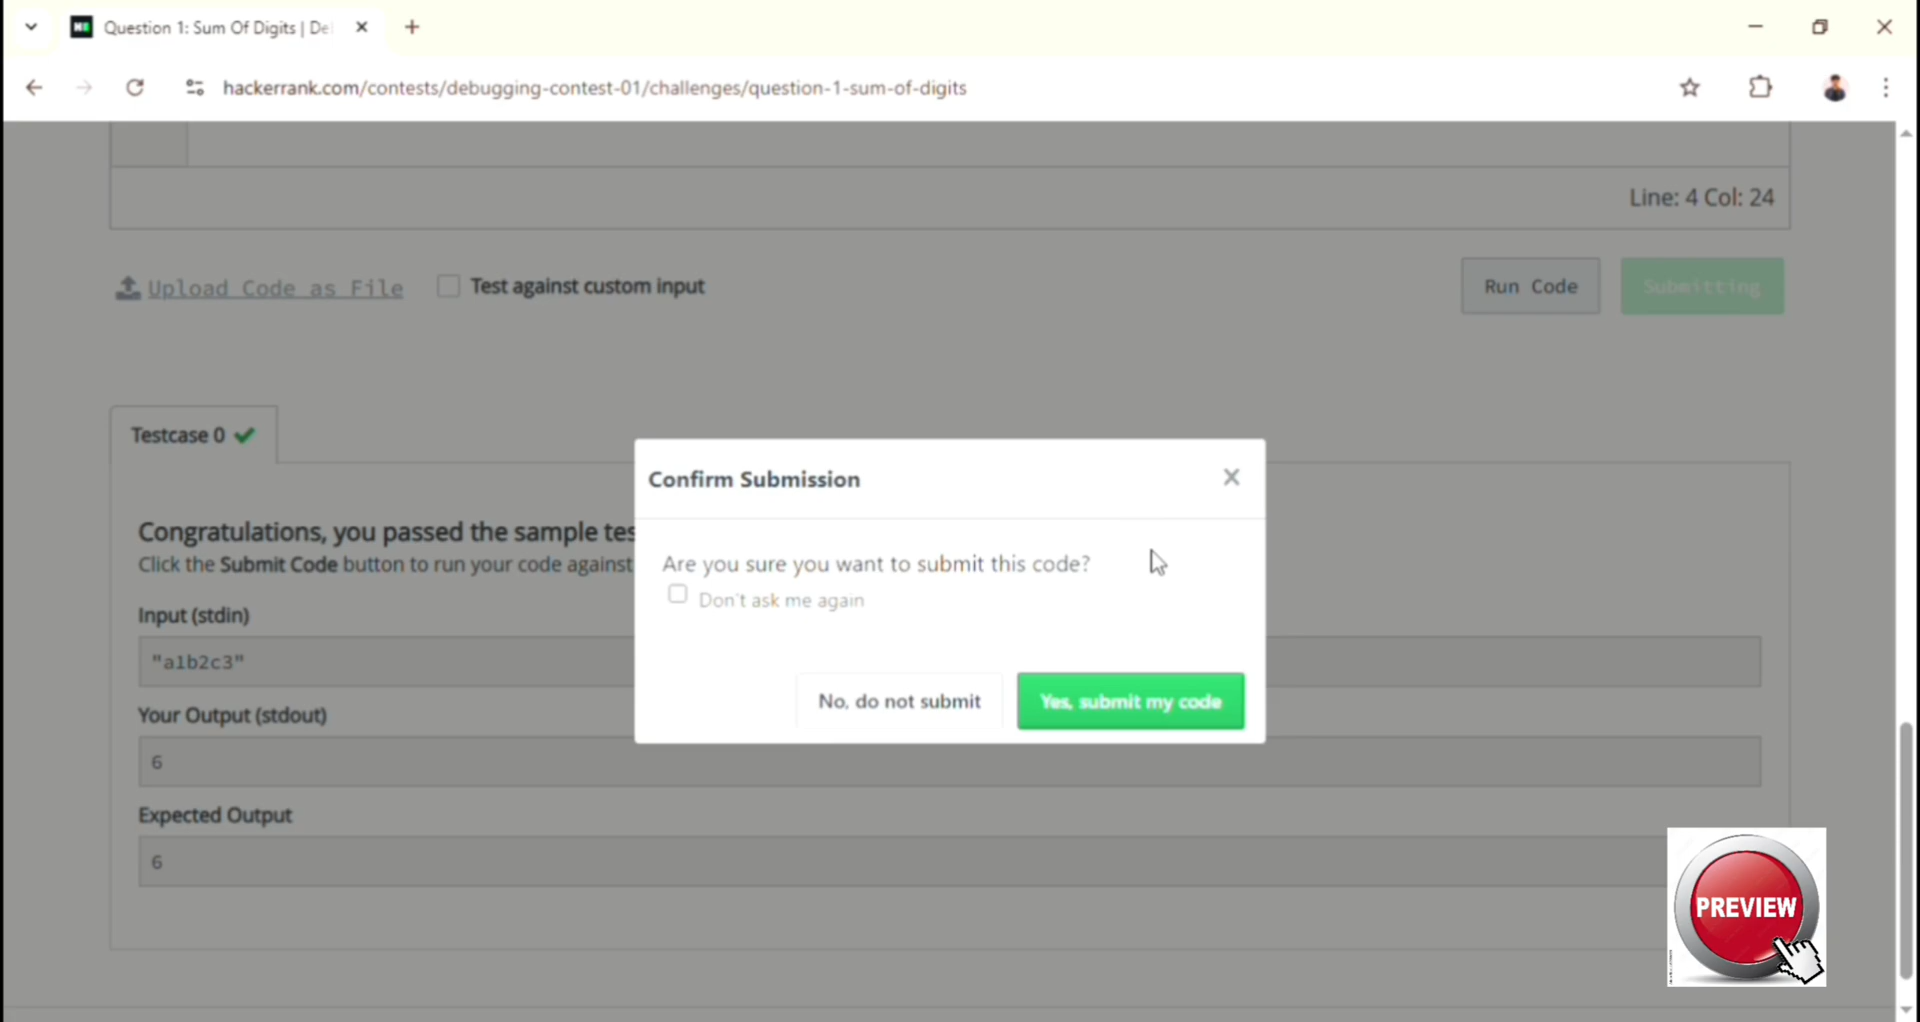 Question 1: Sum Of Digits | De
hackerrank.com/contests/debugging-contest-01/challenges/question-1-sum-of-digits
Line: 4 Col: 24
Upload Code as File
Test against custom input
Run Code
Submitting
Testcase 0
Confirm Submission
Congratulations, you passed the sample tes
Click the Submit Code button to run your code against
Are you sure you want to submit this code?
Don't ask me again
Input (stdin)
"a1b2c3"
No, do not submit
Yes, submit my code
Your Output (stdout)
6
Expected Output
6
PREVIEW